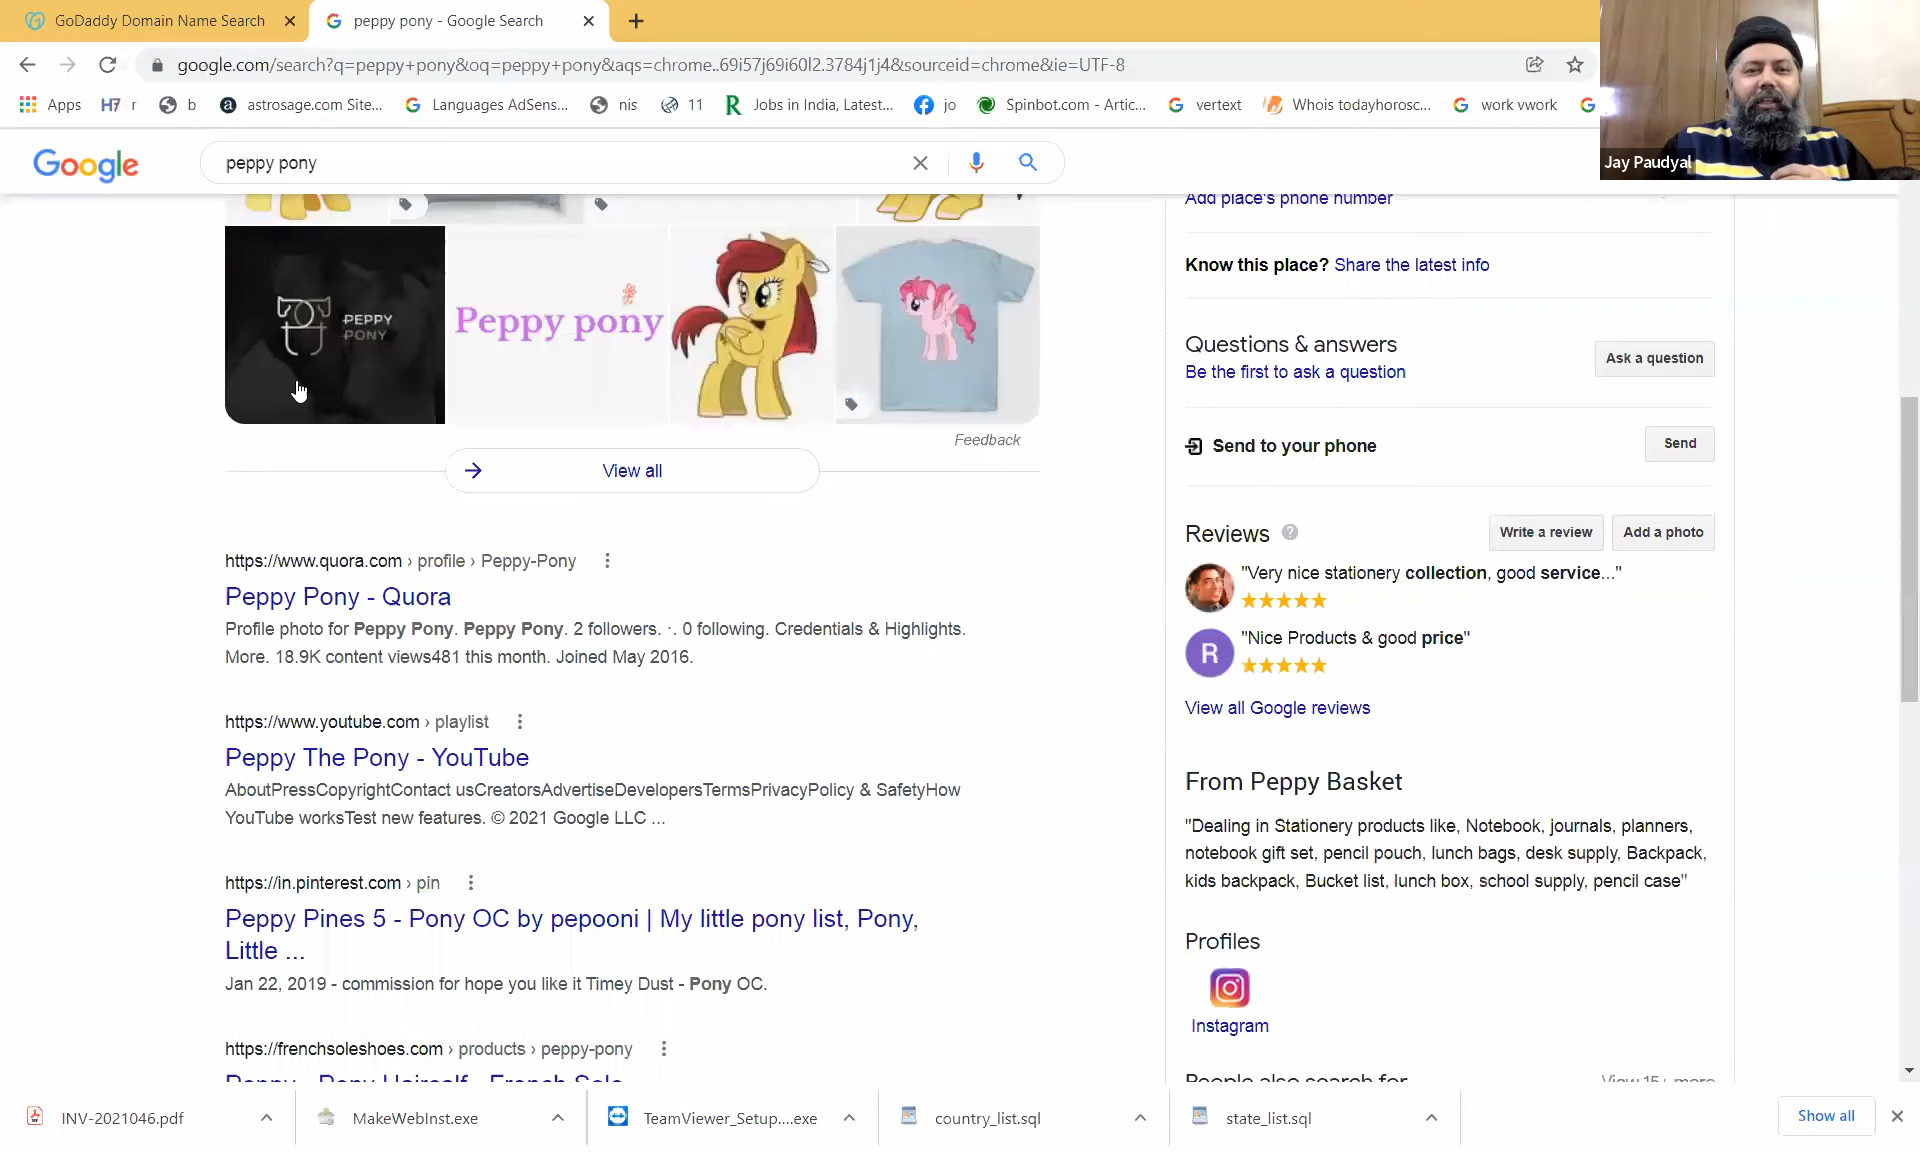 GoDaddy Domain Name Search
peppy pony - Google Search
google.com/search?q=peppy+pony&oq=peppy+pony&aqs=chrome..69i57j69i60l2.3784j1j4&sourceid=chrome&ie=UTF-8
Apps
H7 r
b
astrosage.com Site...
Languages AdSens...
nis
11
Jobs in India, Latest...
jo
Spinbot.com - Artic...
vertext
Whois todayhorosc...
work vwork
Jay Paudyal
Google
peppy pony
PEPPY
PONY
Peppy pony
Feedback
View all
https://www.quora.com › profile › Peppy-Pony
Peppy Pony - Quora
Profile photo for Peppy Pony. Peppy Pony. 2 followers. ·. 0 following. Credentials & Highlights.
More. 18.9K content views481 this month. Joined May 2016.
https://www.youtube.com › playlist
Peppy The Pony - YouTube
AboutPressCopyrightContact usCreatorsAdvertiseDevelopersTermsPrivacyPolicy & SafetyHow
YouTube worksTest new features. © 2021 Google LLC ...
https://in.pinterest.com › pin
Peppy Pines 5 - Pony OC by pepooni | My little pony list, Pony,
Little ...
Jan 22, 2019 - commission for hope you like it Timey Dust - Pony OC.
https://frenchsoleshoes.com › products › peppy-pony
Peppy - Pony Haircalf - French Sole
Add place's phone number
Know this place? Share the latest info
Questions & answers
Be the first to ask a question
Ask a question
Send to your phone
Send
Reviews
Write a review
Add a photo
"Very nice stationery collection, good service..."
R
"Nice Products & good price"
View all Google reviews
From Peppy Basket
"Dealing in Stationery products like, Notebook, journals, planners,
notebook gift set, pencil pouch, lunch bags, desk supply, Backpack,
kids backpack, Bucket list, lunch box, school supply, pencil case"
Profiles
Instagram
People also search for
View 15+ more
INV-2021046.pdf
MakeWebInst.exe
TeamViewer_Setup....exe
country_list.sql
state_list.sql
Show all